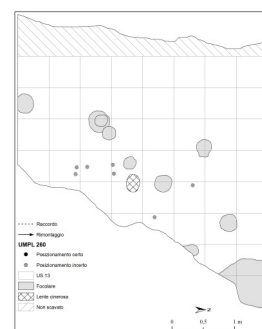 Raccordo
Rimontaggio
UMPL 260
Posizionamento certo
Posizionamento incerto
US 13
Focolare
Lente cinerosa
Non scavato
0 0,5 1 m